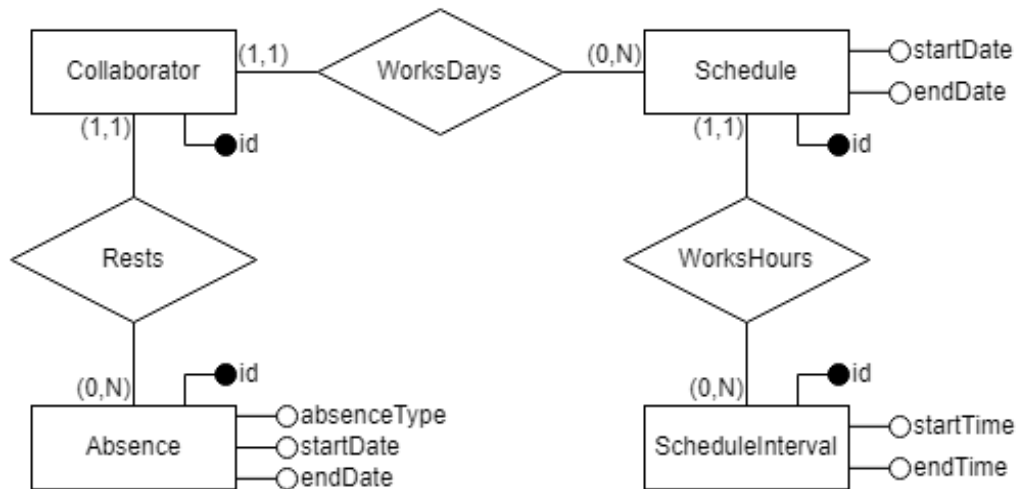 Collaborator
(1,1)
WorksDays
(0,N)
Schedule
startDate
endDate
(1,1)
id
(1,1)
id
Rests
WorksHours
(0,N)
id
(0,N)
id
Absence
absenceType
startDate
endDate
ScheduleInterval
startTime
endTime